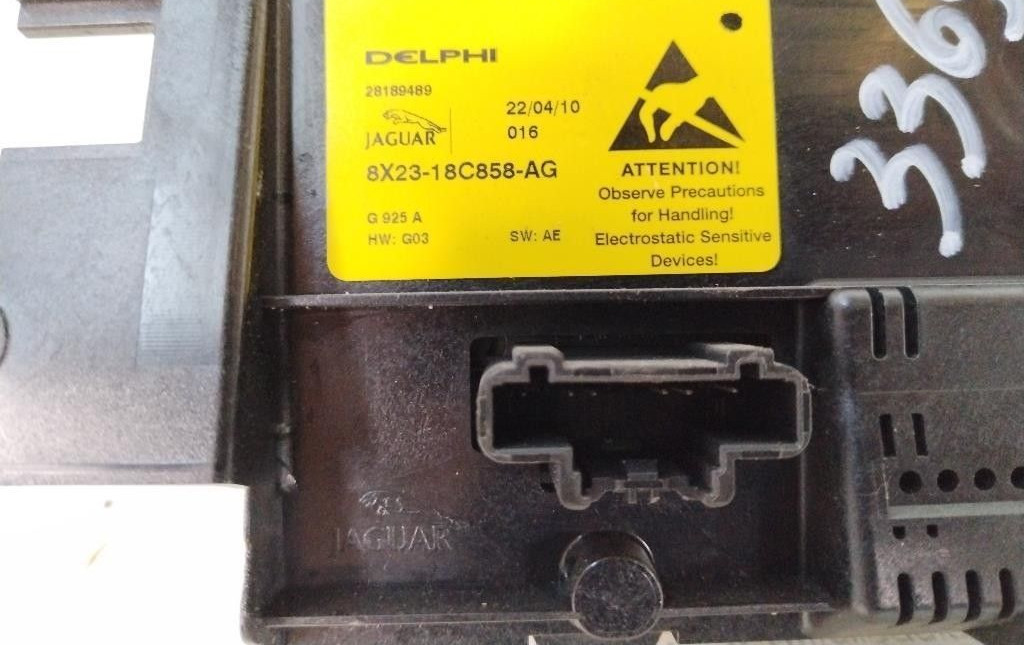 DELPHI
28189489
JAGUAR
22/04/10
016
8X23-18C858-AG
G 925 A
HW: G03
SW: AE
ATTENTION!
Observe Precautions
for Handling!
Electrostatic Sensitive
Devices!
JAGUAR